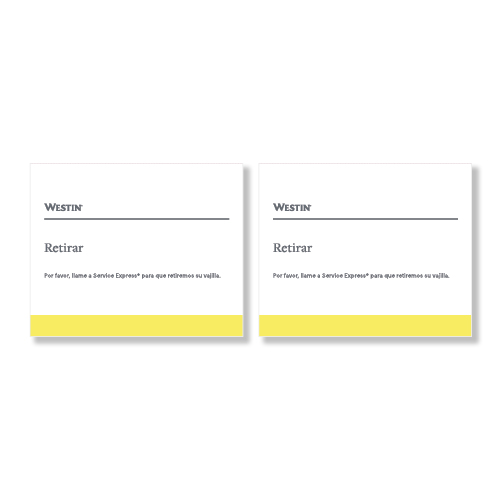 WESTIN
Retirar
Por favor, llame a Service Express® para que retiremos su vajilla.
WESTIN
Retirar
Por favor, llame a Service Express® para que retiremos su vajilla.